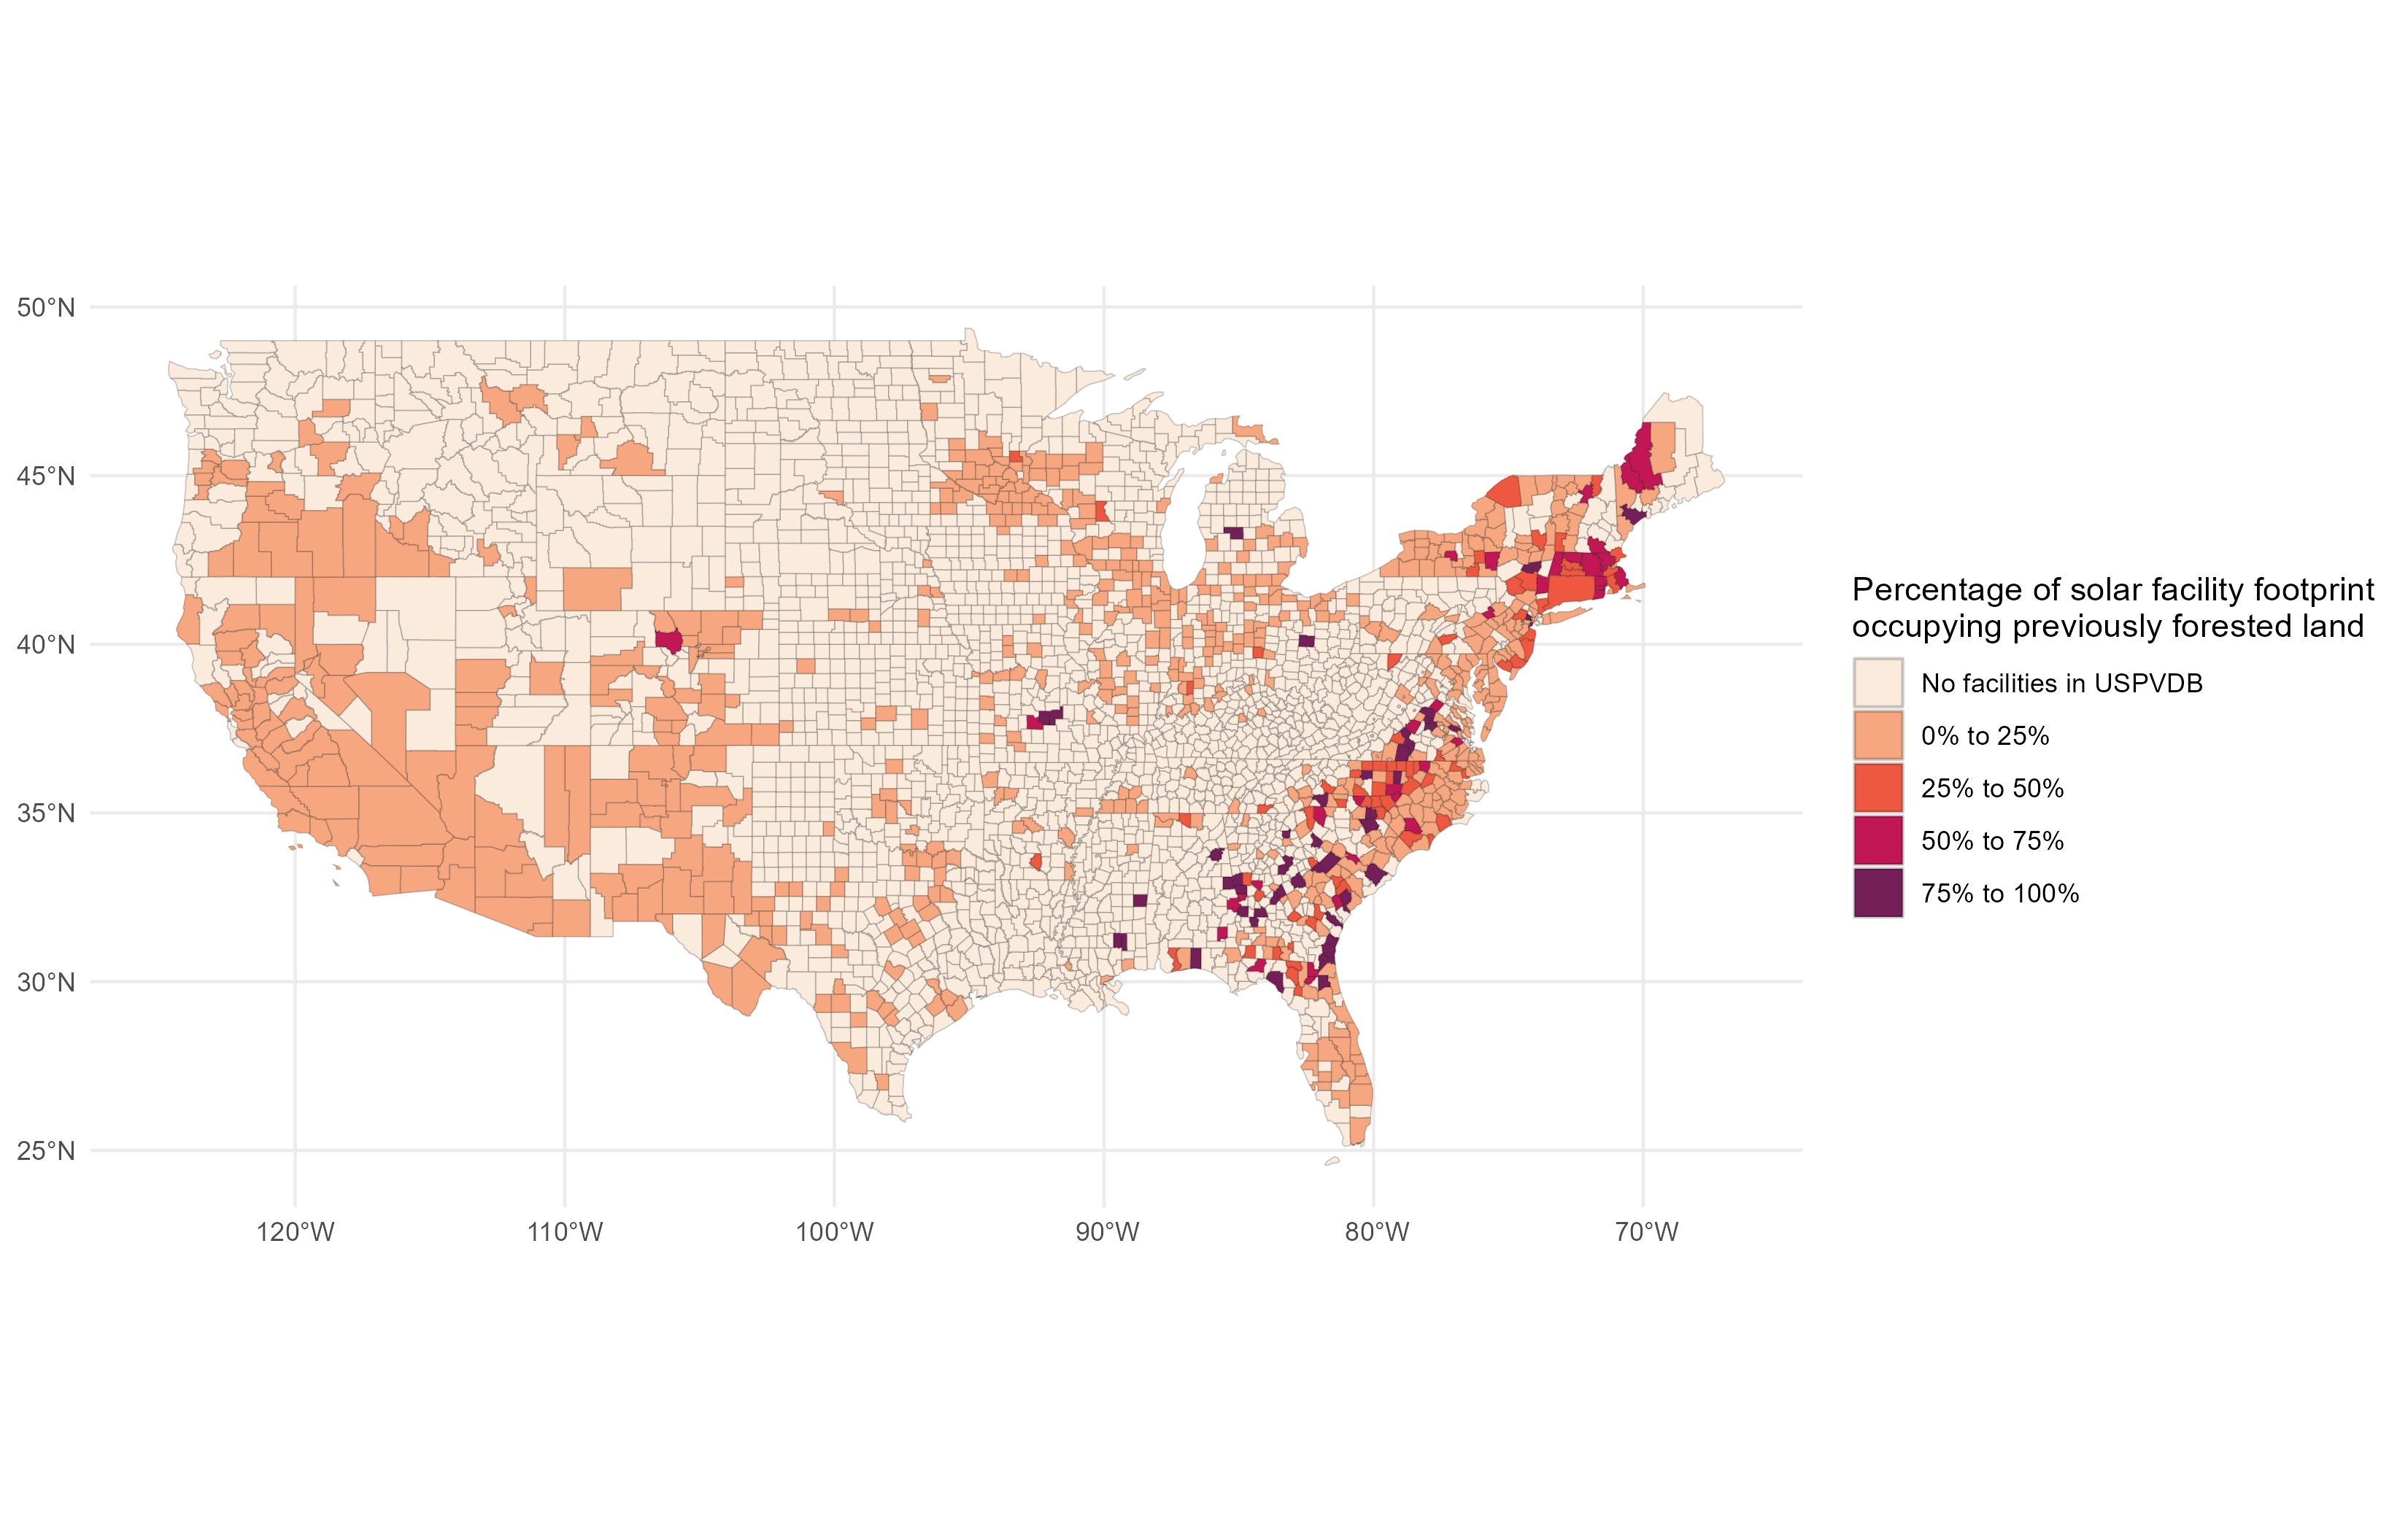 50°N
45°N
40°N
35°N
30°N
25°N
120°W
110°W
100°W
90°W
80°W
70°W
Percentage of solar facility footprint
occupying previously forested land
No facilities in USPVDB
0% to 25%
25% to 50%
50% to 75%
75% to 100%